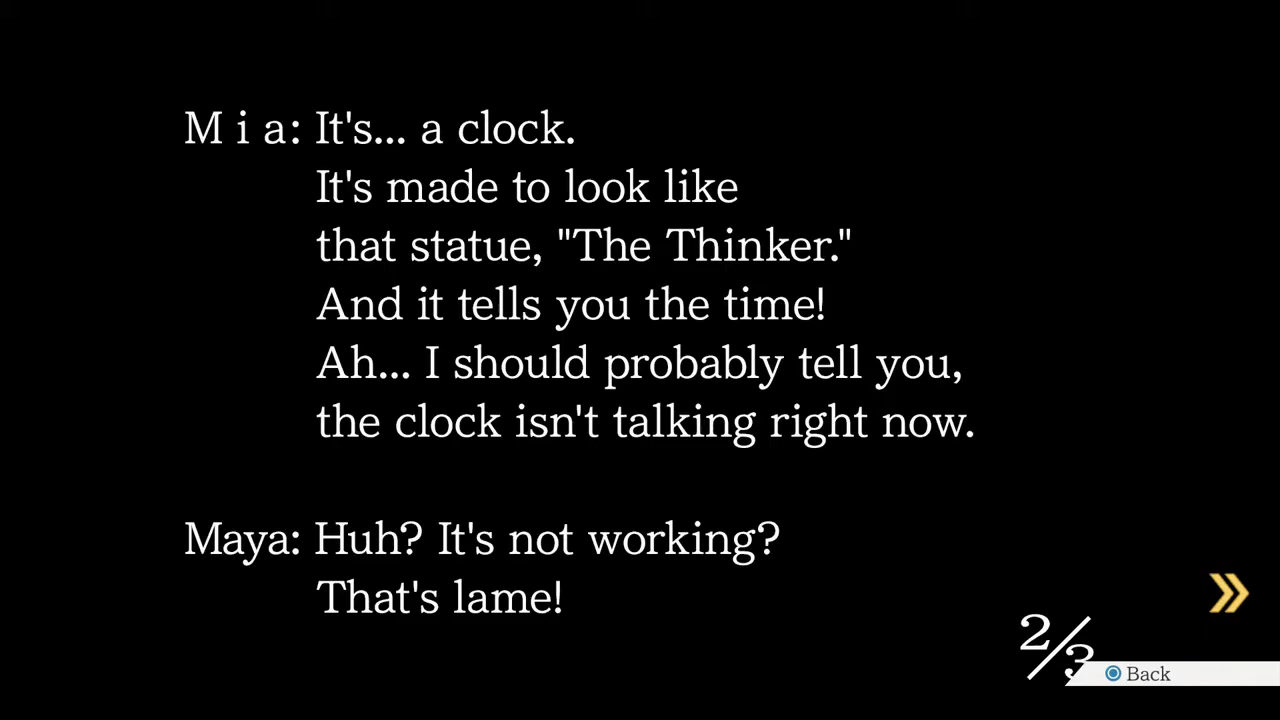 M i a: It's... a clock.
It's made to look like
that statue, "The Thinker."
And it tells you the time!
Ah... I should probably tell you,
the clock isn't talking right now.
Maya: Huh? It's not working?
That's lame!
2/3
Back